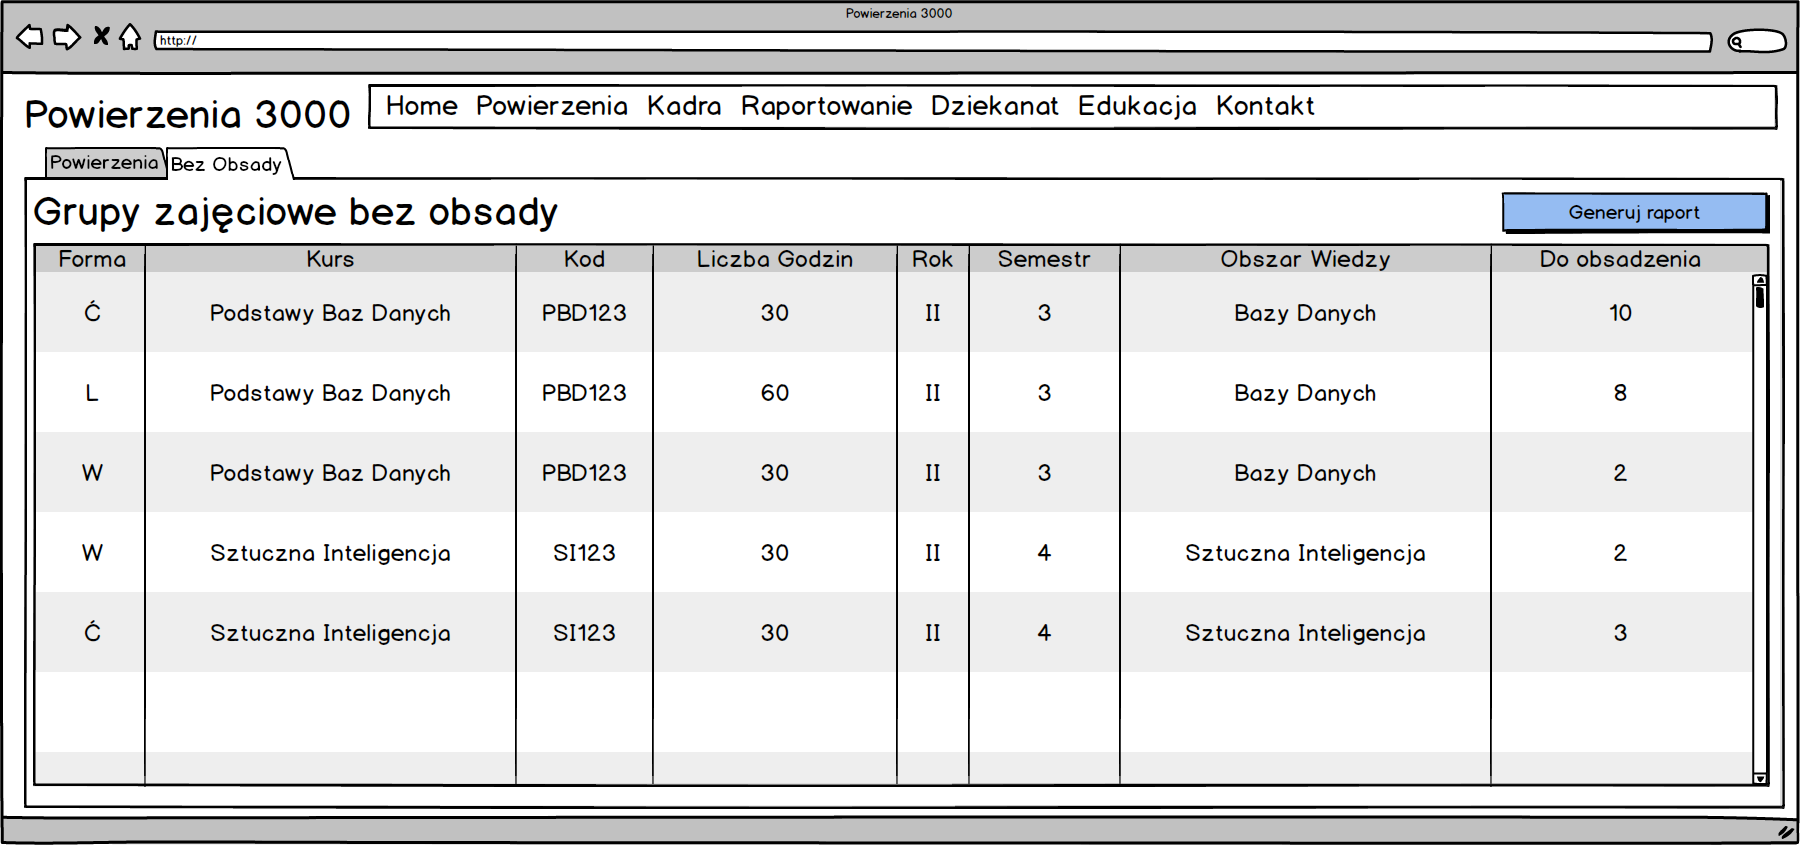 Powierzenia 3000
http://
Powierzenia 3000
Home Powierzenia Kadra Raportowanie Dziekanat Edukacja Kontakt
Powierzenia Bez Obsady
Grupy zajęciowe bez obsady
Generuj raport
Forma Kurs Kod Liczba Godzin Rok Semestr Obszar Wiedzy Do obsadzenia
Ć Podstawy Baz Danych PBD123 30 II 3 Bazy Danych 10
L Podstawy Baz Danych PBD123 60 II 3 Bazy Danych 8
W Podstawy Baz Danych PBD123 30 II 3 Bazy Danych 2
W Sztuczna Inteligencja SI123 30 II 4 Sztuczna Inteligencja 2
Ć Sztuczna Inteligencja SI123 30 II 4 Sztuczna Inteligencja 3